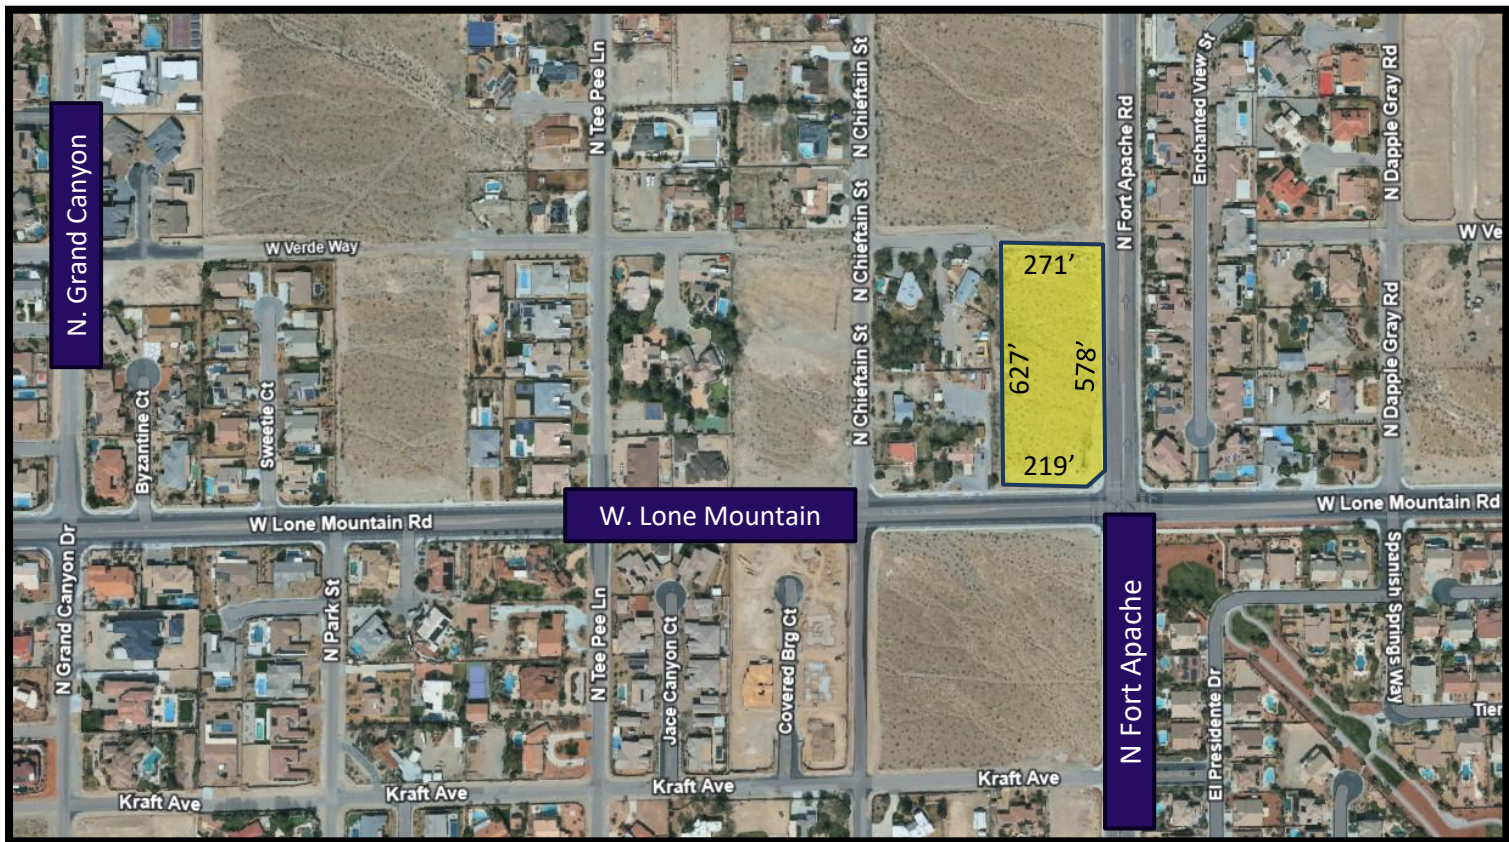 N. Grand Canyon
N Tee Pee Ln
N Chieftain St
N Fort Apache Rd
Enchanted View St
N Dapple Gray Rd
N Chieftain St
W Verde Way
W Ve
271’
627’
578’
219’
N Chieftain St
N Dapple Gray Rd
Byzantine Ct
Sweetie Ct
W Lone Mountain Rd
W. Lone Mountain
W Lone Mountain Rd
N Grand Canyon Dr
N Park St
N Tee Pee Ln
Jace Canyon Ct
Covered Brg Ct
N Fort Apache
El Presidente Dr
Spanish Springs Way
Tier
Kraft Ave
Kraft Ave
Kraft Ave
Kraft Ave